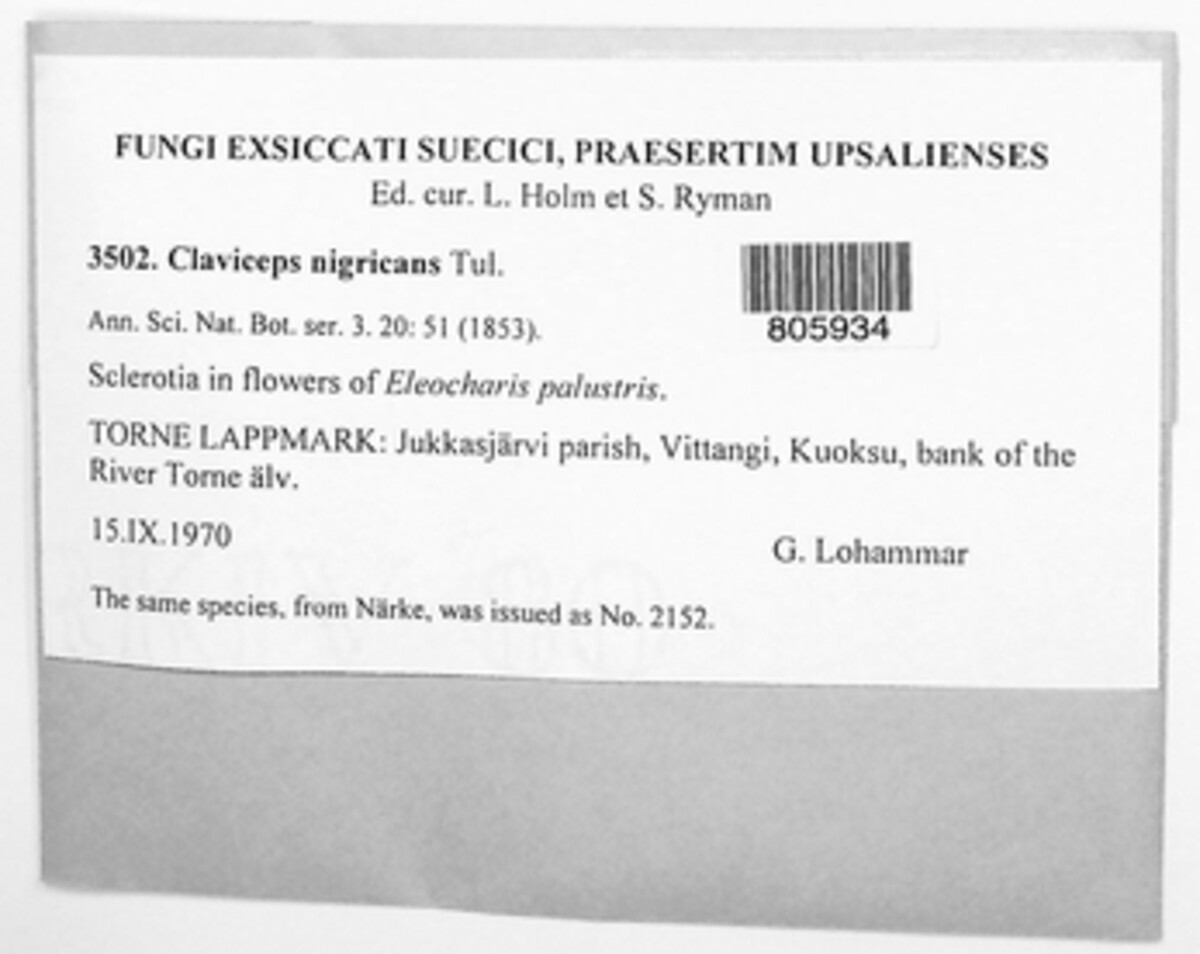 FUNGI EXSICCATI SUECICI, PRAESERTIM UPSALIENSES
Ed. cur. L. Holm et S. Ryman
3502. Claviceps nigricans Tul.
805934
Ann. Sci. Nat. Bot. ser. 3. 20: 51 (1853).
Sclerotia in flowers of Eleocharis palustris.
TORNE LAPPMARK: Jukkasjärvi parish, Vittangi, Kuoksu, bank of the
River Torne älv.
15.IX.1970
G. Lohammar
The same species, from Närke, was issued as No. 2152.